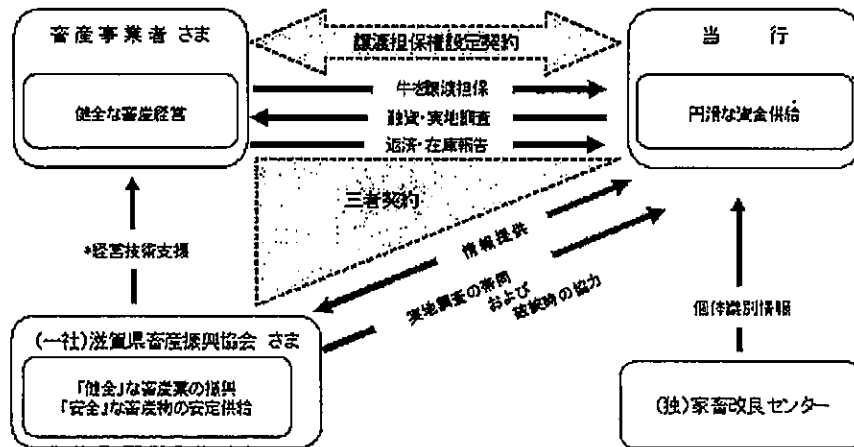 畜産事業者 さま
健全な畜産経営
譲渡担保権設定契約
当 行
円滑な資金供給
牛を譲渡担保
融資・実地調査
返済・在庫報告
三者契約
*経営技術支援
情報提供
実地調査の帯同
および
破綻時の協力
個体識別情報
(一社)滋賀県畜産振興協会 さま
『健全』な畜産業の振興
『安全』な畜産物の安定供給
(独)家畜改良センター